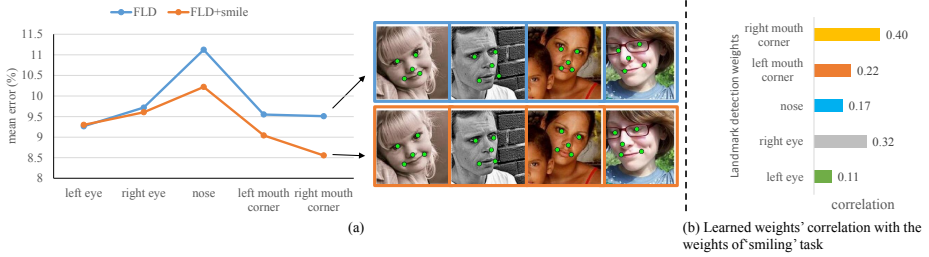 FLD
FLD+smile
11.5
11
10.5
10
9.5
9
8.5
8
mean error (%)
left eye
right eye
nose
left mouth
corner
right mouth
corner
(a)
Landmark detection weights
right mouth
corner
0.40
left mouth
corner
0.22
nose
0.17
right eye
0.32
left eye
0.11
correlation
(b) Learned weights' correlation with the
weights of'smiling' task